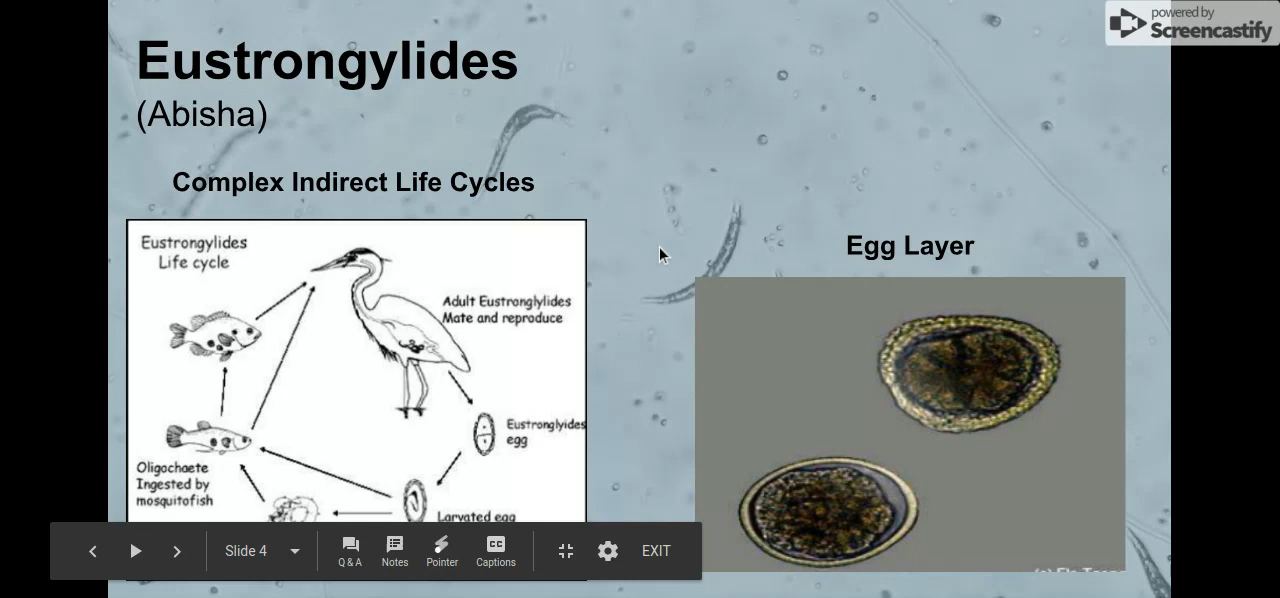 powered by
Screencastify
Eustrongylides
(Abisha)
Complex Indirect Life Cycles
Eustrongylides
Life cycle
Adult Eustronglylides
Mate and reproduce
Eustronglyides
egg
Oligochaete
Ingested by
mosquitofish
Larvated egg
Egg Layer
Slide 4
Q & A
Notes
Pointer
CC
Captions
EXIT